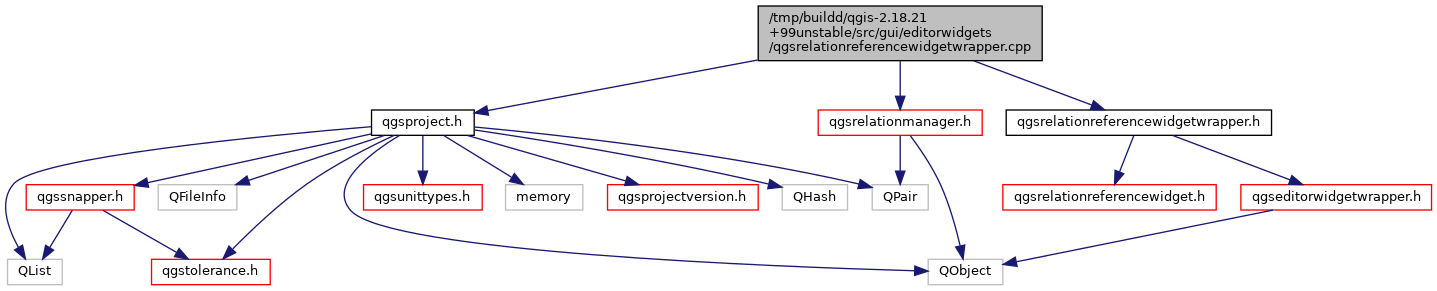 /tmp/buildd/qgis-2.18.21
+99unstable/src/gui/editorwidgets
/qgsrelationreferencewidgetwrapper.cpp
qgsproject.h
qgsrelationmanager.h
qgsrelationreferencewidgetwrapper.h
qgssnapper.h
QFileInfo
qgsunittypes.h
memory
qgsprojectversion.h
QHash
QPair
qgsrelationreferencewidget.h
qgseditorwidgetwrapper.h
QList
qgstolerance.h
QObject